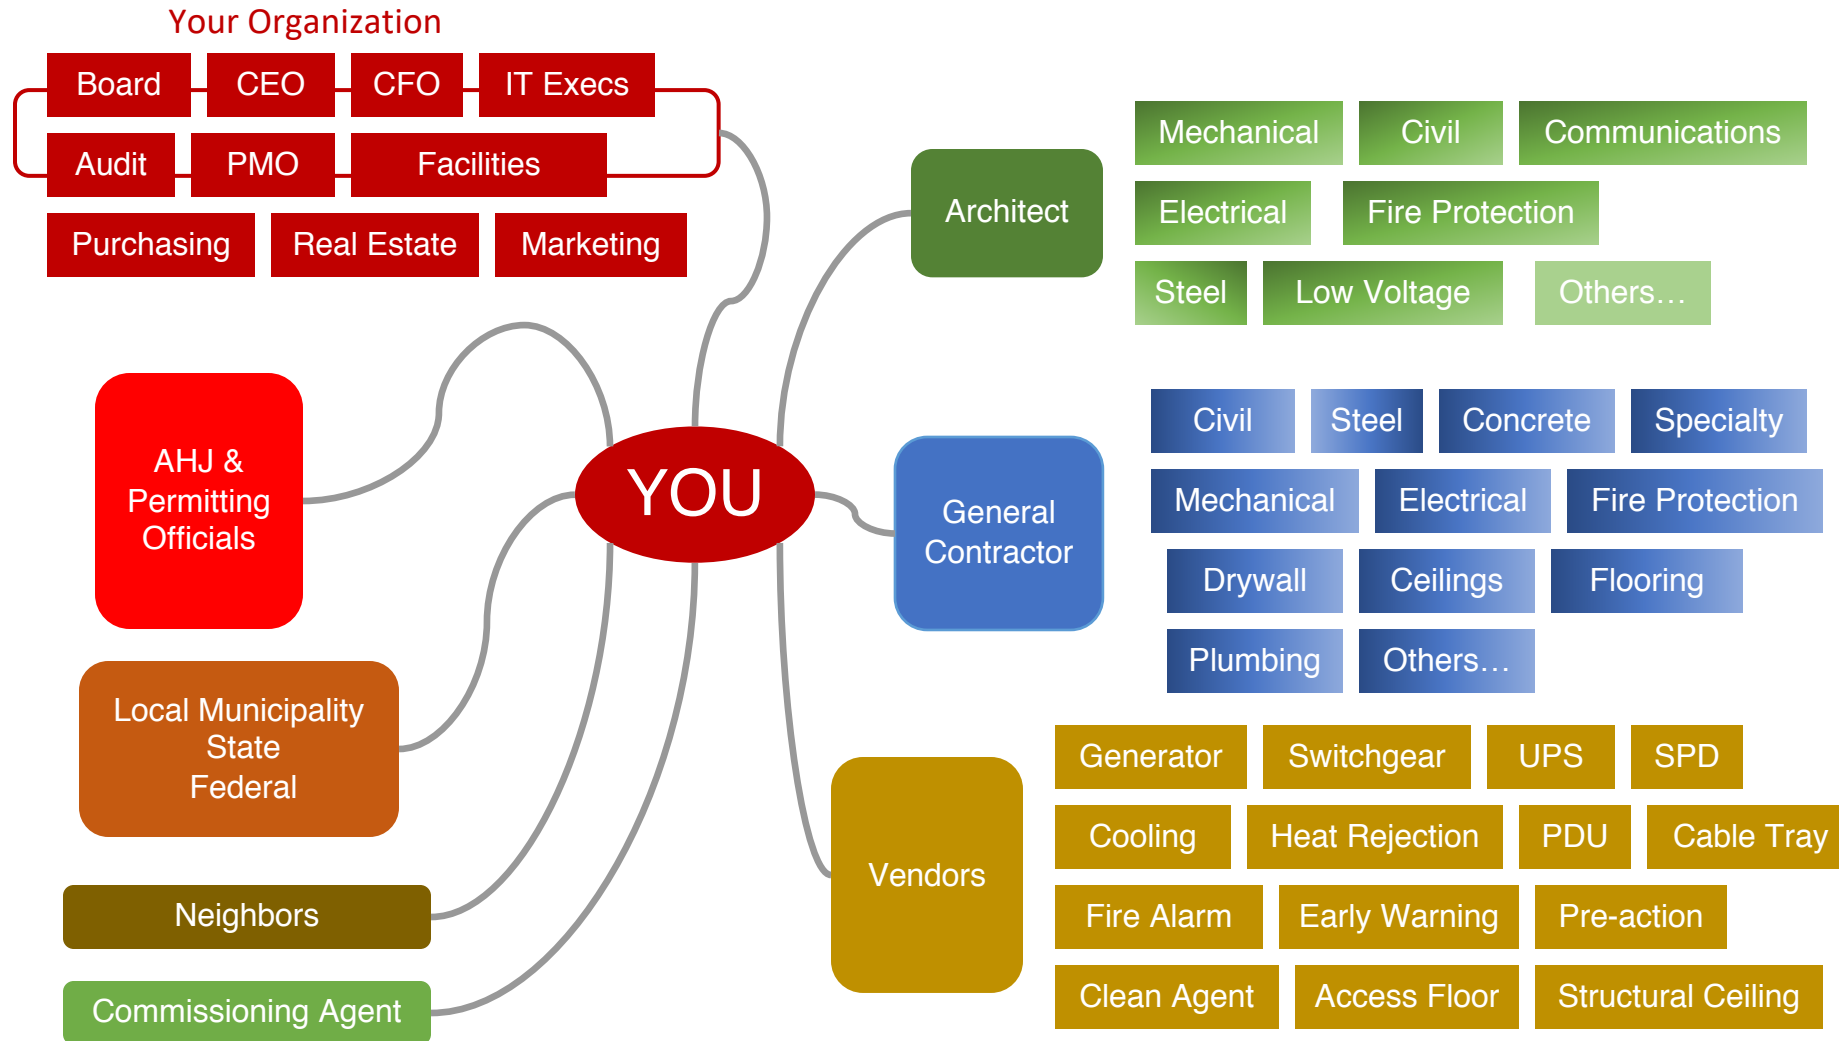 Your Organization
Board CEO CFO IT Execs
Audit PMO Facilities
Purchasing Real Estate Marketing
AHJ &
Permitting
Officials
Local Municipality
State
Federal
Neighbors
Commissioning Agent
YOU
Architect
Mechanical Civil Communications
Electrical Fire Protection
Steel Low Voltage Others…
General
Contractor
Civil Steel Concrete Specialty
Mechanical Electrical Fire Protection
Drywall Ceilings Flooring
Plumbing Others…
Vendors
Generator Switchgear UPS SPD
Cooling Heat Rejection PDU Cable Tray
Fire Alarm Early Warning Pre-action
Clean Agent Access Floor Structural Ceiling